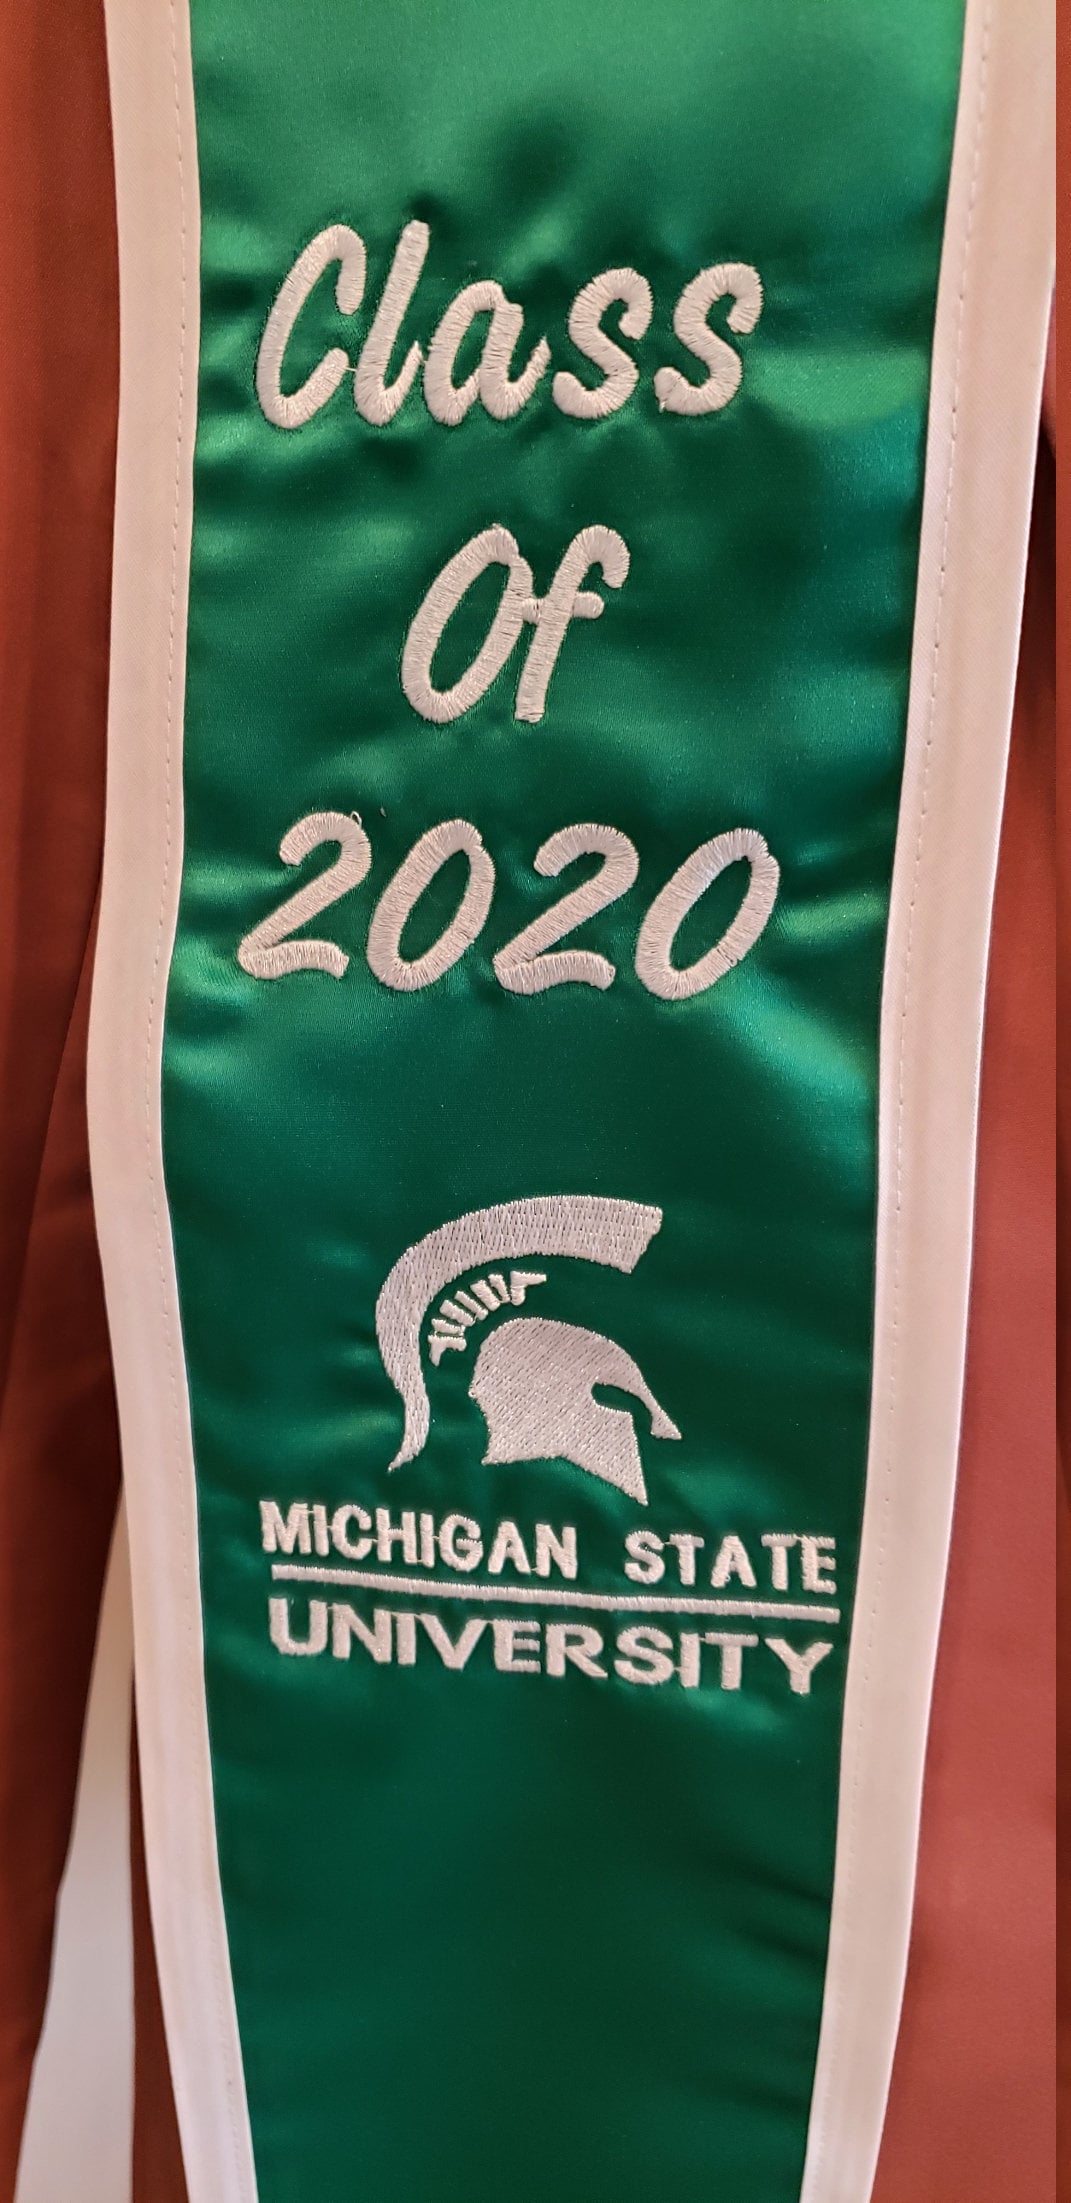 Class
Of
2020
MICHIGAN STATE
UNIVERSITY